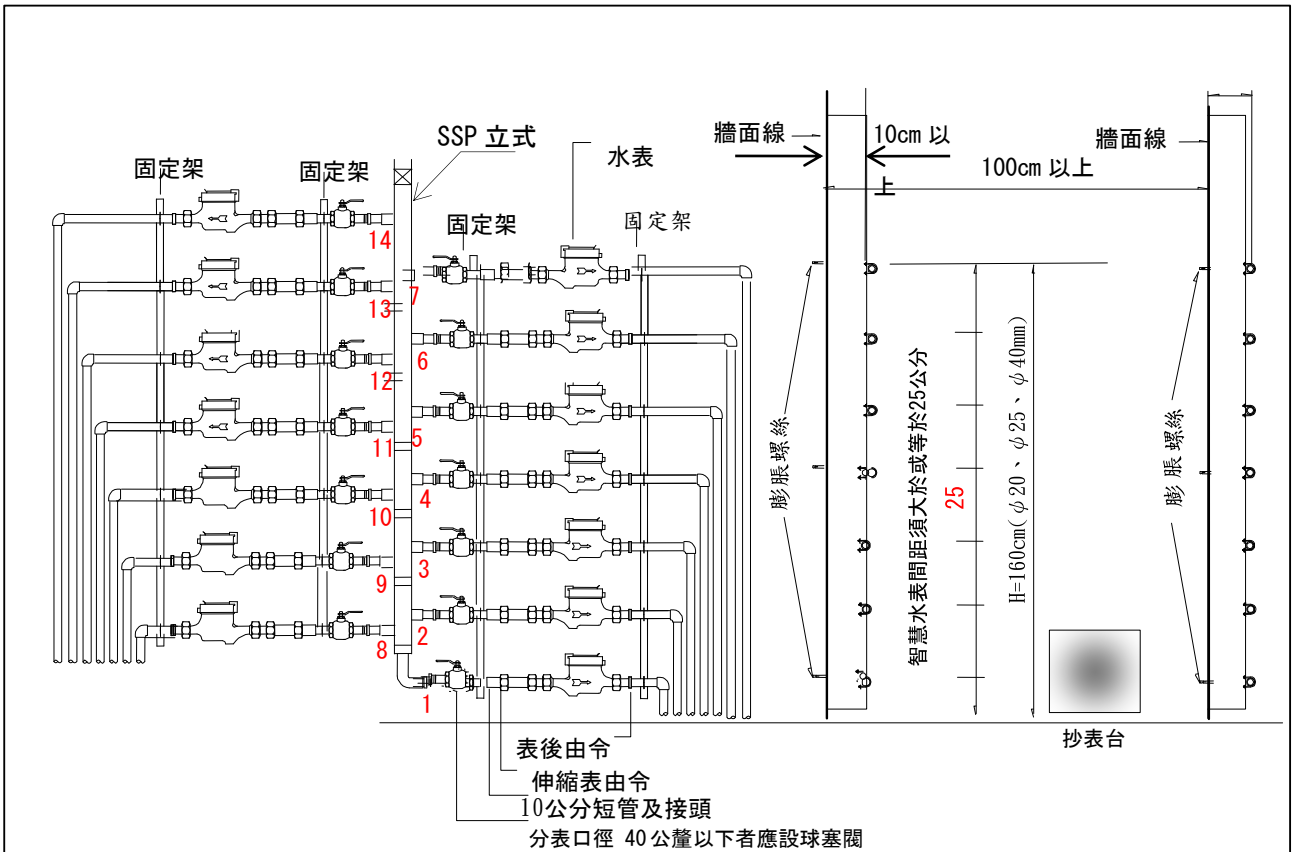 SSP 立式
固定架
固定架
水表
固定架
固定架
牆面線
10cm 以
上
100cm 以上
牆面線
14
7
13
6
12
5
11
4
10
3
9
2
8
1
膨脹螺絲
智慧水表間距須大於或等於25公分
25
H=160cm(φ20、φ25、φ40mm)
膨脹螺絲
抄表台
表後由令
伸縮表由令
10公分短管及接頭
分表口徑 40公釐以下者應設球塞閥